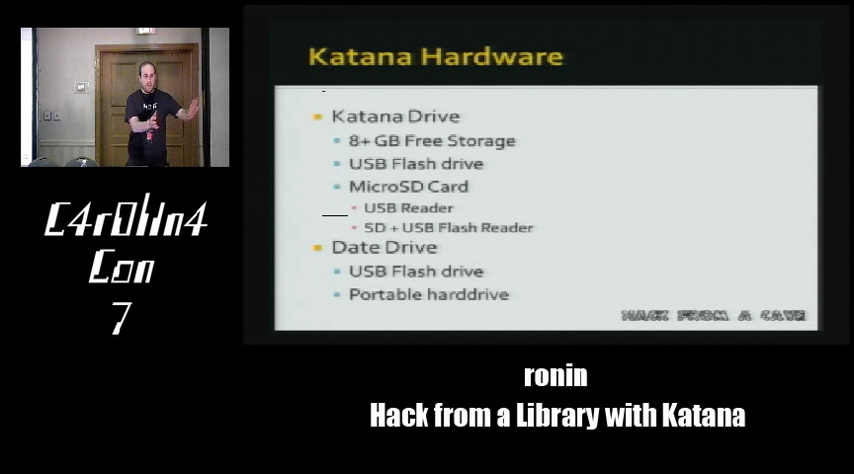 Katana Hardware
Katana Drive
8+ GB Free Storage
USB Flash drive
MicroSD Card
USB Reader
SD + USB Flash Reader
Date Drive
USB Flash drive
Portable harddrive
HACK FROM A CAVE
C4r0lin4
Con
7
ronin
Hack from a Library with Katana